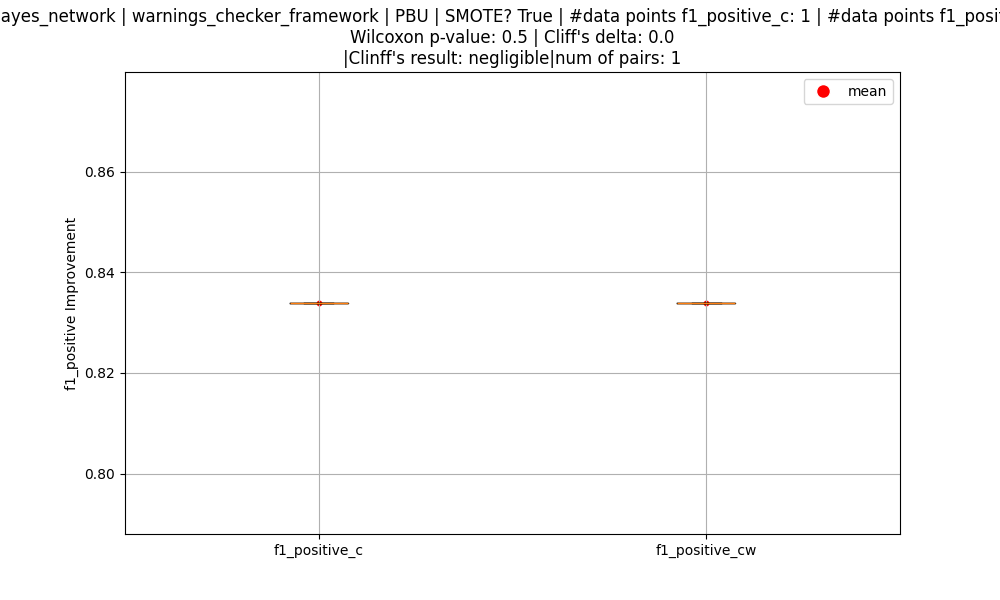 ayes_network | warnings_checker_framework | PBU | SMOTE? True | #data points f1_positive_c: 1 | #data points f1_posit
Wilcoxon p-value: 0.5 | Cliff's delta: 0.0
|Clinff's result: negligible|num of pairs: 1
mean
0.86
0.84
0.82
0.80
f1_positive Improvement
f1_positive_c
f1_positive_cw